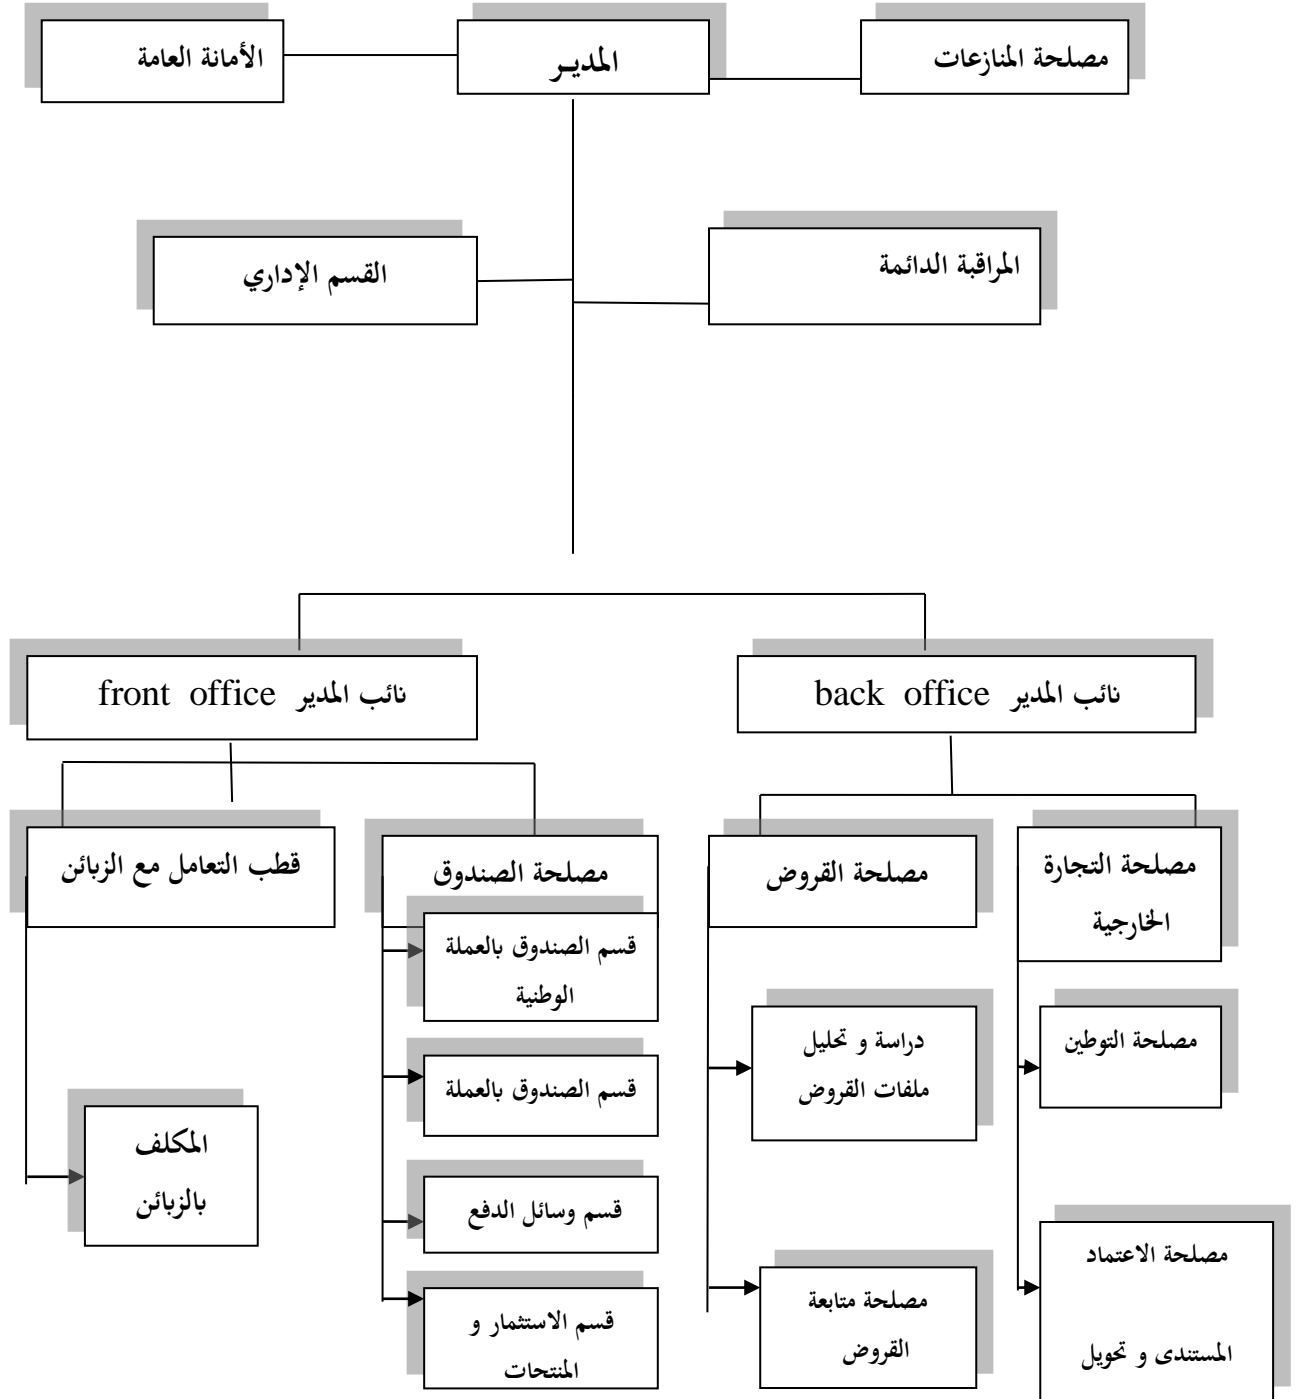 مصلحة المنازعات
المديـر
الأمانة العامة
المراقبة الدائمة
القسم الإداري
نائب المدير back office
نائب المدير front office
مصلحة التجارة
الخارجية
مصلحة القروض
مصلحة الصندوق
قطب التعامل مع الزبائن
قسم الصندوق بالعملة
الوطنية
قسم الصندوق بالعملة
قسم وسائل الدفع
قسم الاستثمار و
المنتحات
المكلف
بالزبائن
دراسة و تحليل
ملفات القروض
مصلحة متابعة
القروض
مصلحة التوطين
مصلحة الاعتماد
المستندى و تحويل